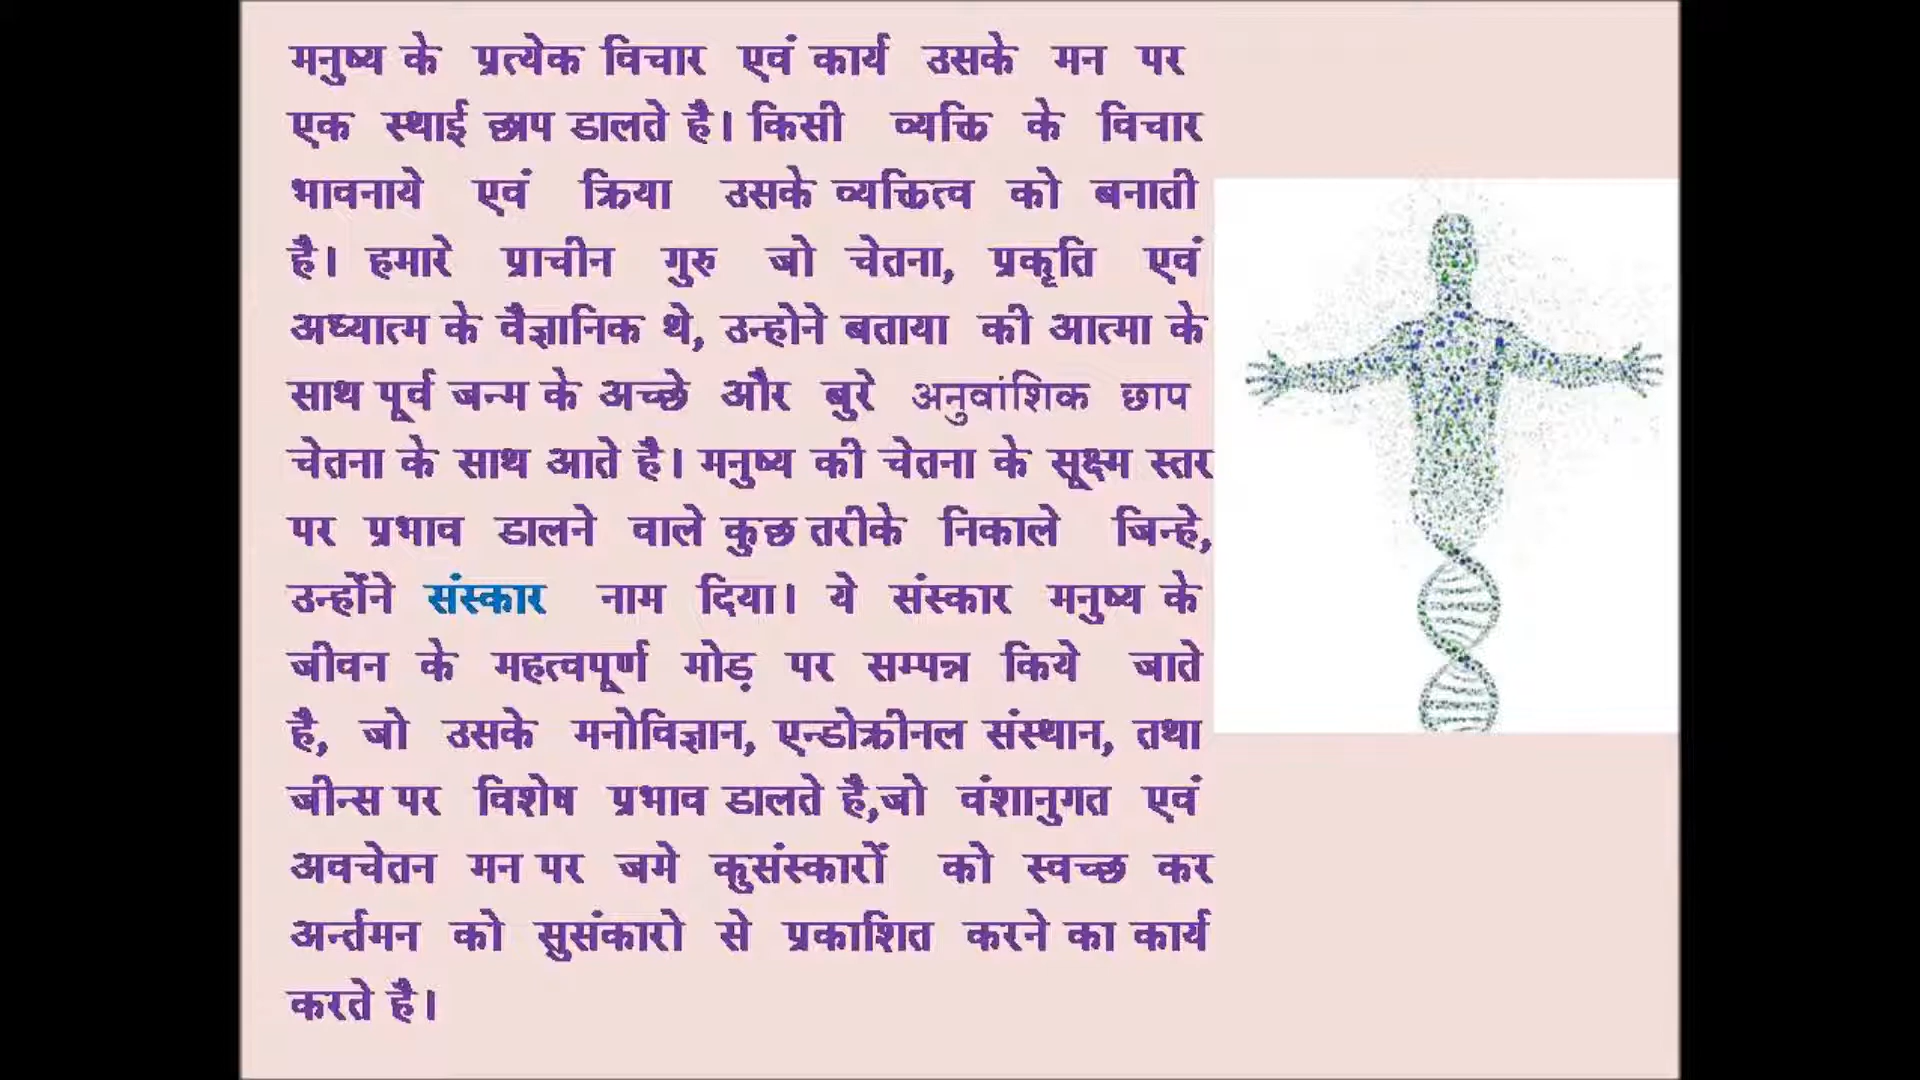 मनुष्य के प्रत्येक विचार एवं कार्य उसके मन पर
एक स्थाई छाप डालते है। किसी व्यक्ति के विचार
भावनाये एवं क्रिया उसके व्यक्तित्व को बनाती
है। हमारे प्राचीन गुरु जो चेतना, प्रकृति एवं
अध्यात्म के वैज्ञानिक थे, उन्होने बताया की आत्मा के
साथ पूर्व जन्म के अच्छे और बुरे अनुवांशिक छाप
चेतना के साथ आते है। मनुष्य की चेतना के सूक्ष्म स्तर
पर प्रभाव डालने वाले कुछ तरीके निकाले जिन्हे,
उन्होंने संस्कार नाम दिया। ये संस्कार मनुष्य के
जीवन के महत्वपूर्ण मोड़ पर सम्पन्न किये जाते
है, जो उसके मनोविज्ञान, एन्डोक्रीनल संस्थान, तथा
जीन्स पर विशेष प्रभाव डालते है,जो वंशानुगत एवं
अवचेतन मन पर जमे कुसंस्कारों को स्वच्छ कर
अर्न्तमन को सुसंकारो से प्रकाशित करने का कार्य
करते है।